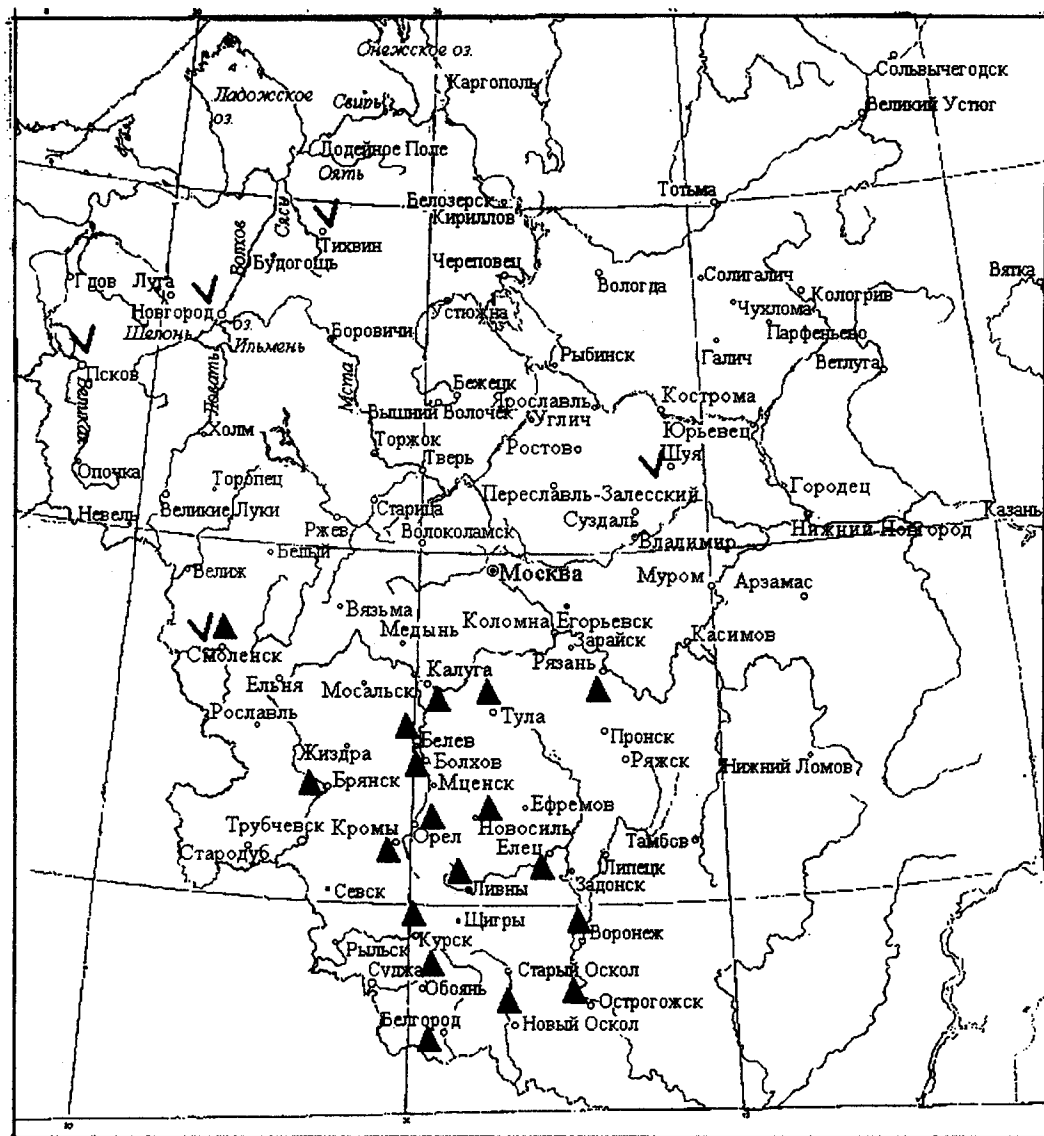 Онежское оз.
Сольвычегодск
Каргополь
Ладожское
оз.
Свирь
Великий Устюг
Лодейное Поле
Оять
Тотьма
Белозерск
Кириллов
Сясь
Волхов
Тихвин
Будогощь
Череповец
Вологда
Солигалич
Вятка
Гдов
Луга
Кологрив
Чухлома
Новгород
оз.
Ильмень
Шелонь
Устюжна
оз.
Парфеньево
Боровичи
Рыбинск
Галич
Ветлуга
Псков
Ловать
Мста
Бежецк
Кострома
Ярославль
Вышний Волочек
Углич
Юрьевец
Холм
Торжок
Ростов
Шуя
Тверь
Опочка
Торопец
Переславль-Залесский
Городец
Невель
Великие Луки
Старица
Суздаль
Казань
Ржев
Волоколамск
Нижний Новгород
Владимир
Белый
Велиж
Москва
Муром
Арзамас
Вязьма
Коломна
Егорьевск
Медынь
Зарайск
Касимов
Смоленск
Рязань
Калуга
Ельня
Мосальск
Рославль
Тула
Пронск
Белев
Жиздра
Болхов
Ряжск
Нижний Ломов
Брянск
Мценск
Ефремов
Трубчевск
Кромы
Орел
Новосиль
Тамбов
Стародуб
Елец
Липецк
Задонск
Севск
Ливны
Щигры
Воронеж
Рыльск
Курск
Суджа
Старый Оскол
Обоянь
Острогожск
Белгород
Новый Оскол